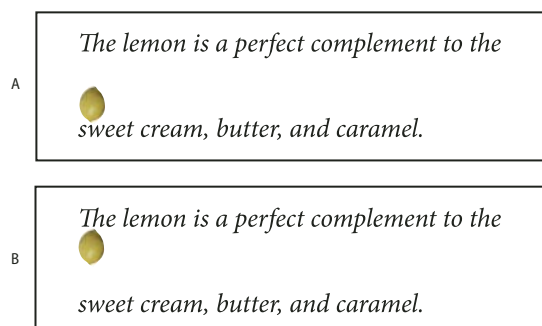 The lemon is a perfect complement to the
A
sweet cream, butter, and caramel.
The lemon is a perfect complement to the
B
sweet cream, butter, and caramel.